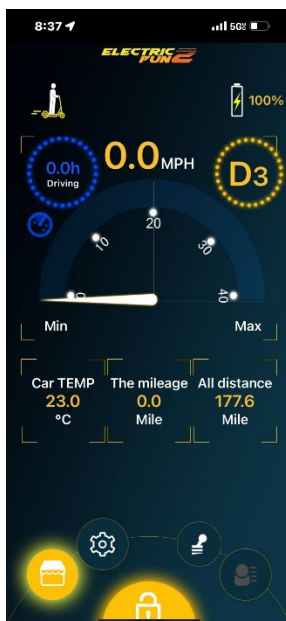 8:37
5G
ELECTRIC
FUN 2
100%
0.0h
Driving
0.0 MPH
D3
0
10
20
30
40
Min
Max
Car TEMP
The mileage
All distance
23.0
0.0
177.6
°C
Mile
Mile